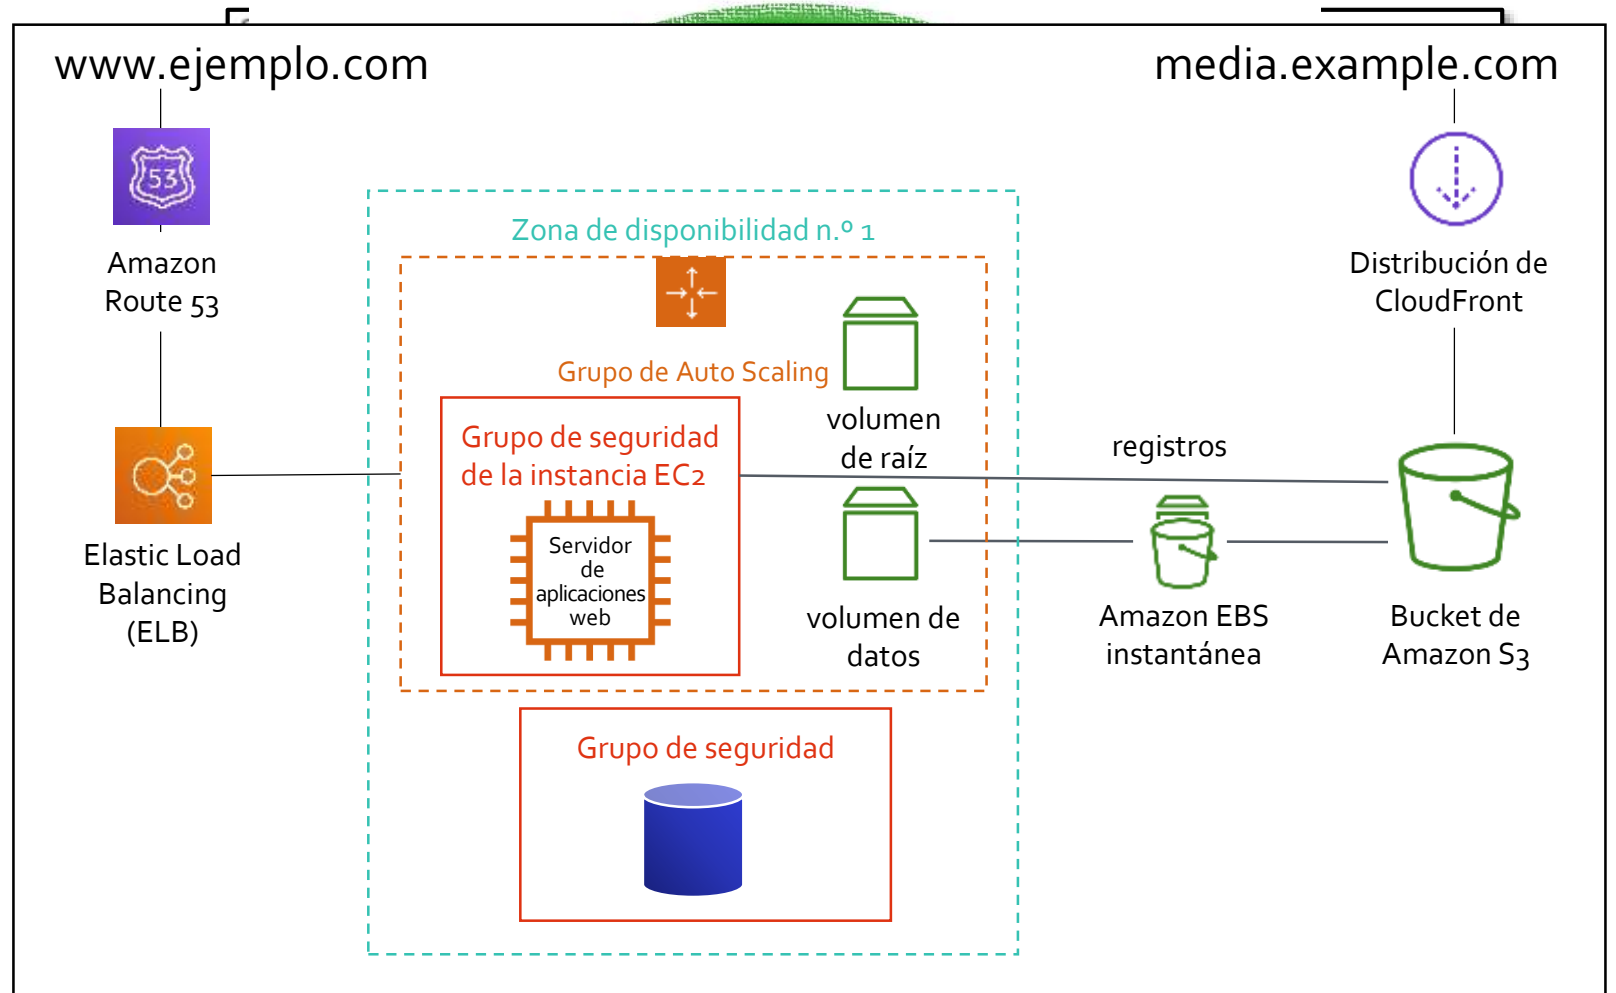 www.ejemplo.com
media.example.com
53
Amazon
Route 53
Zona de disponibilidad n.º 1
Distribución de
CloudFront
Grupo de Auto Scaling
volumen
de raíz
Grupo de seguridad
de la instancia EC2
registros
Servidor
de
aplicaciones
web
Elastic Load
Balancing
(ELB)
volumen de
datos
Amazon EBS
instantánea
Bucket de
Amazon S3
Grupo de seguridad